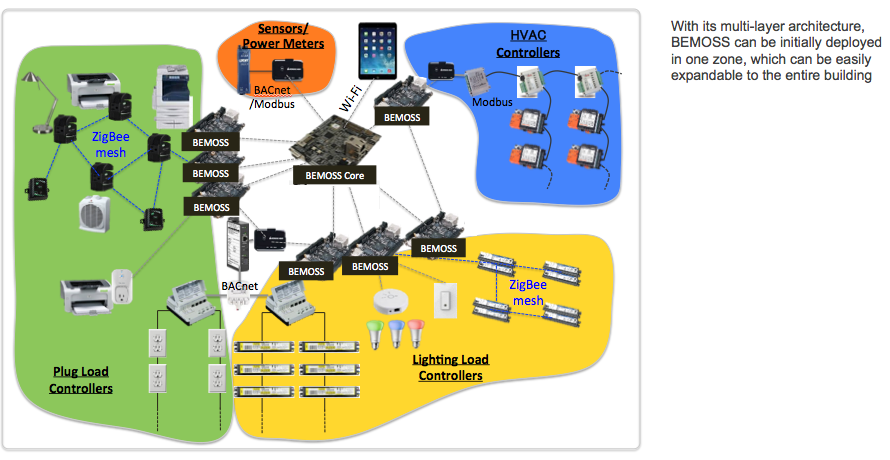 Sensors/
Power Meters
BACnet
/Modbus
Wi-Fi
HVAC
Controllers
Modbus
BEMOSS
ZigBee
mesh
BEMOSS
BEMOSS
BEMOSS
BEMOSS Core
BEMOSS
BEMOSS
BEMOSS
BACnet
ZigBee
mesh
Plug Load
Controllers
Lighting Load
Controllers
With its multi-layer architecture,
BEMOSS can be initially deployed
in one zone, which can be easily
expandable to the entire building